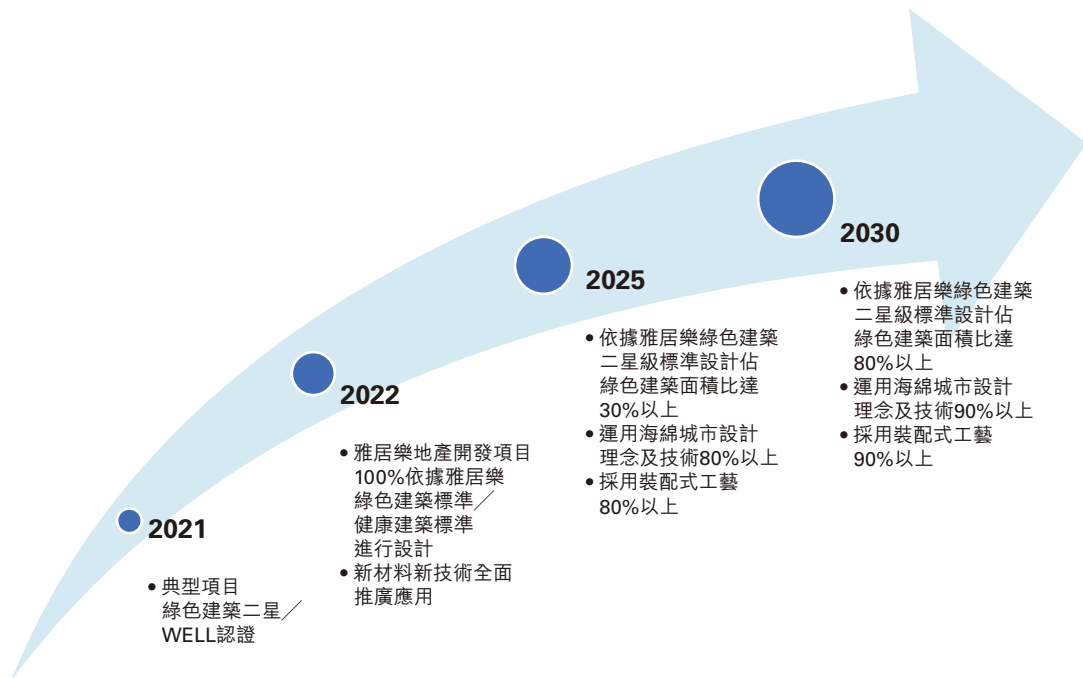 2021
• 典型項目
綠色建築二星／
WELL認證
2022
• 雅居樂地產開發項目
100%依據雅居樂
綠色建築標準／
健康建築標準
進行設計
• 新材料新技術全面
推廣應用
2025
• 依據雅居樂綠色建築
二星級標準設計佔
綠色建築面積比達
30%以上
• 運用海綿城市設計
理念及技術80%以上
• 採用裝配式工藝
80%以上
2030
• 依據雅居樂綠色建築
二星級標準設計佔
綠色建築面積比達
80%以上
• 運用海綿城市設計
理念及技術90%以上
• 採用裝配式工藝
90%以上